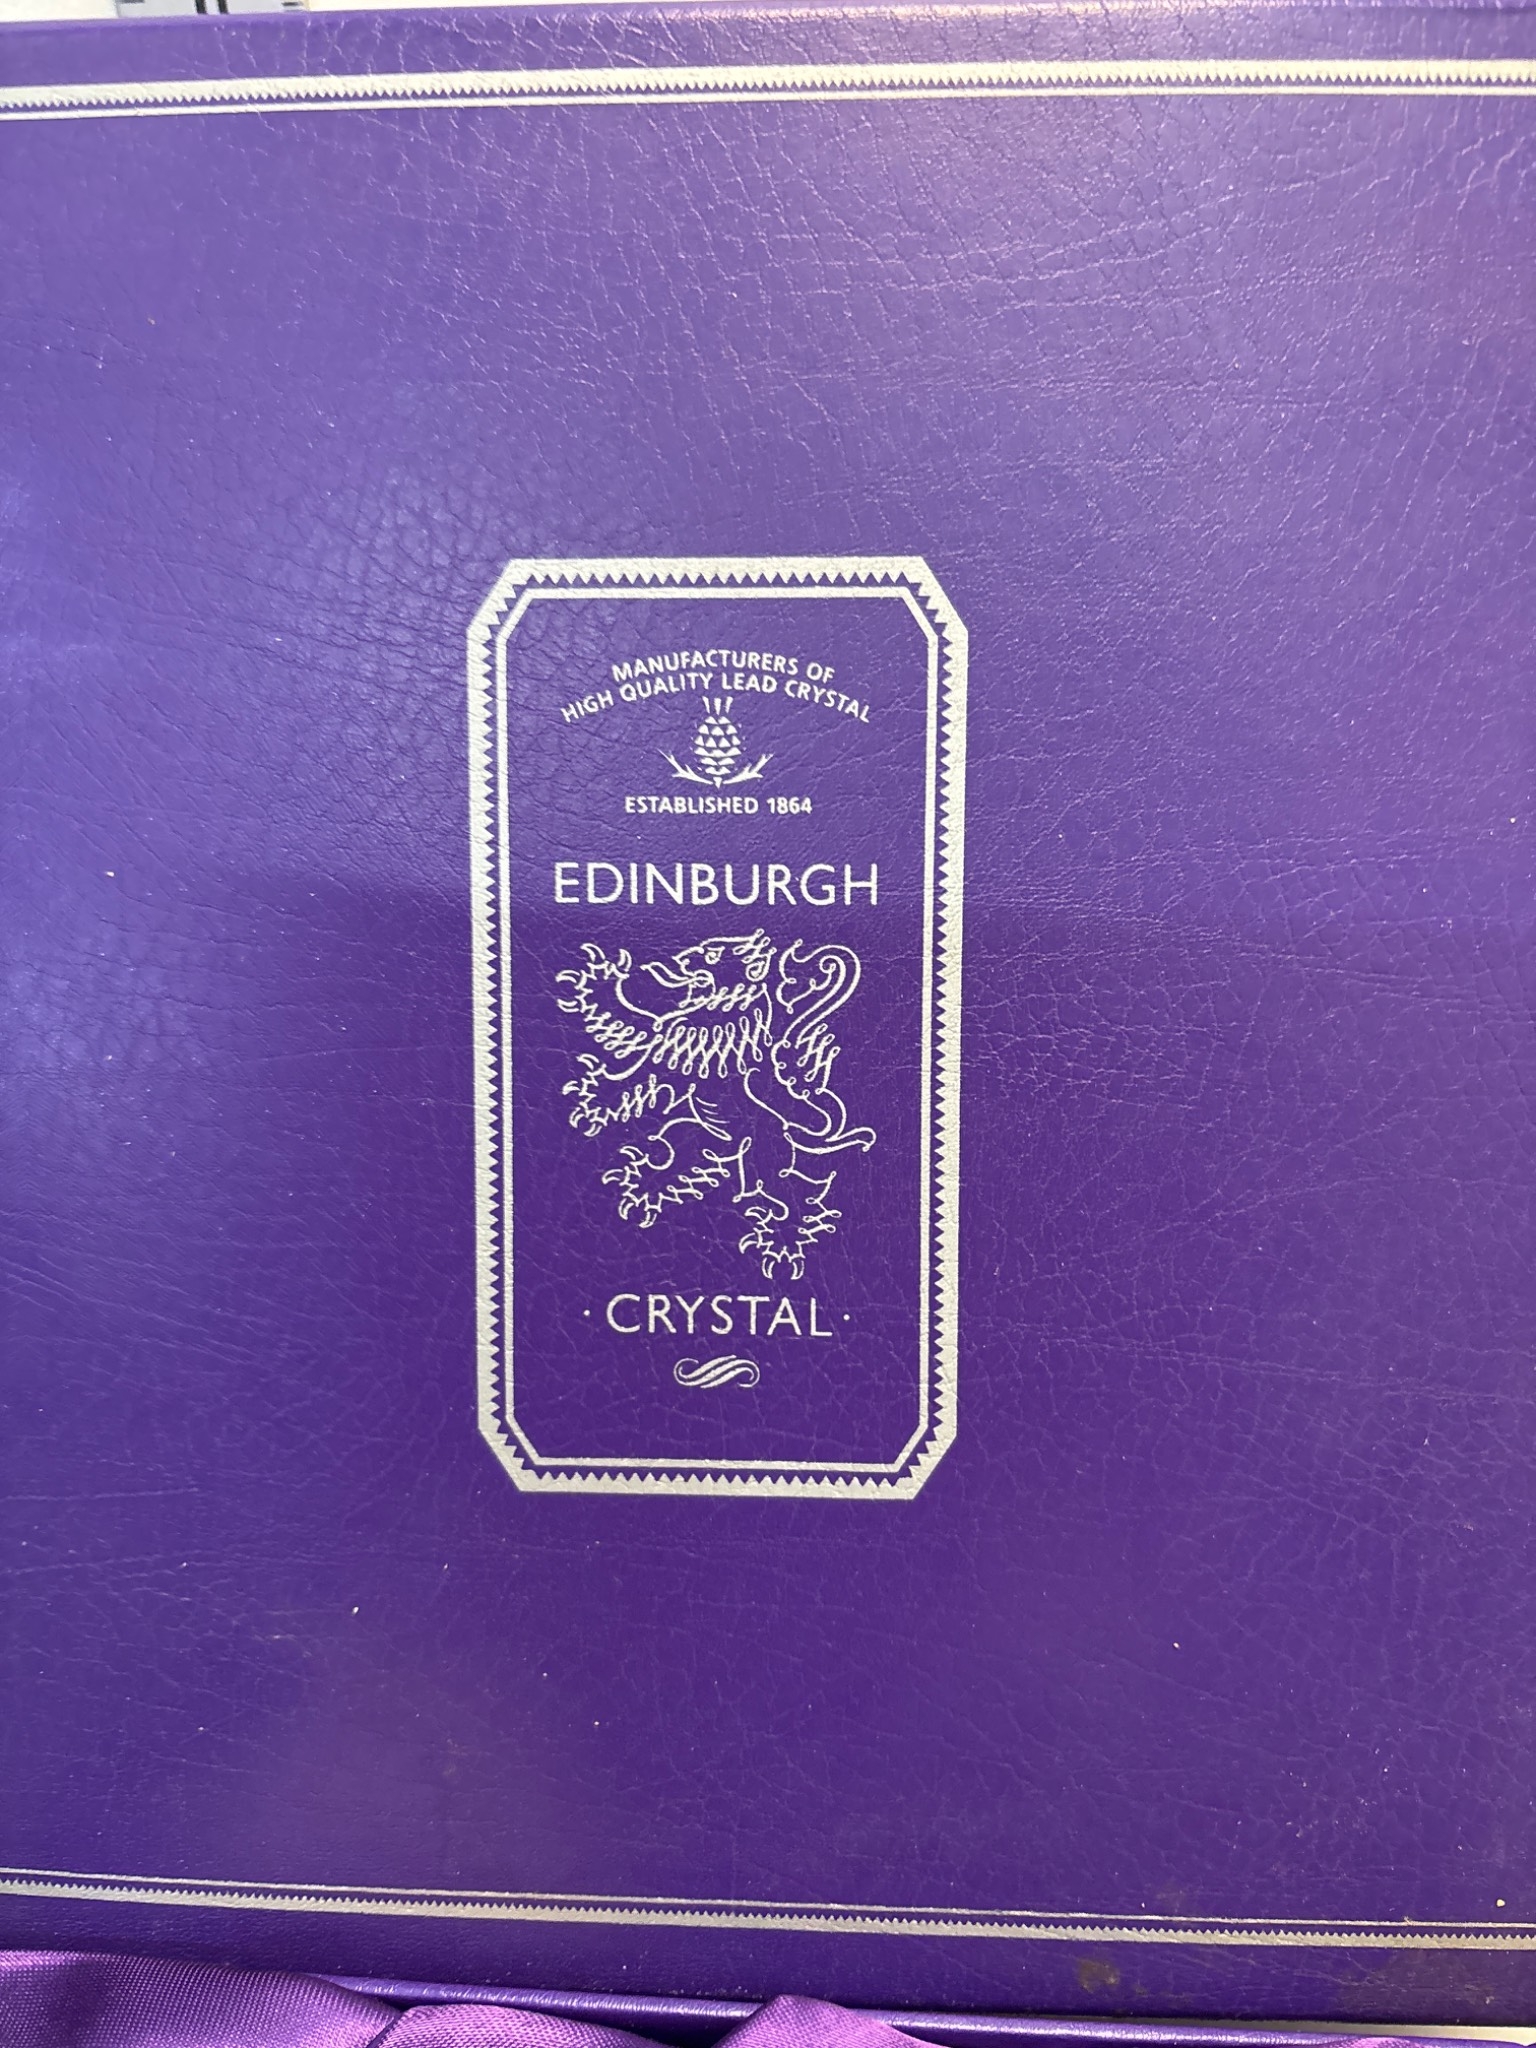 MANUFACTURERS OF
HIGH QUALITY LEAD CRYSTAL
ESTABLISHED 1864
EDINBURGH
· CRYSTAL ·